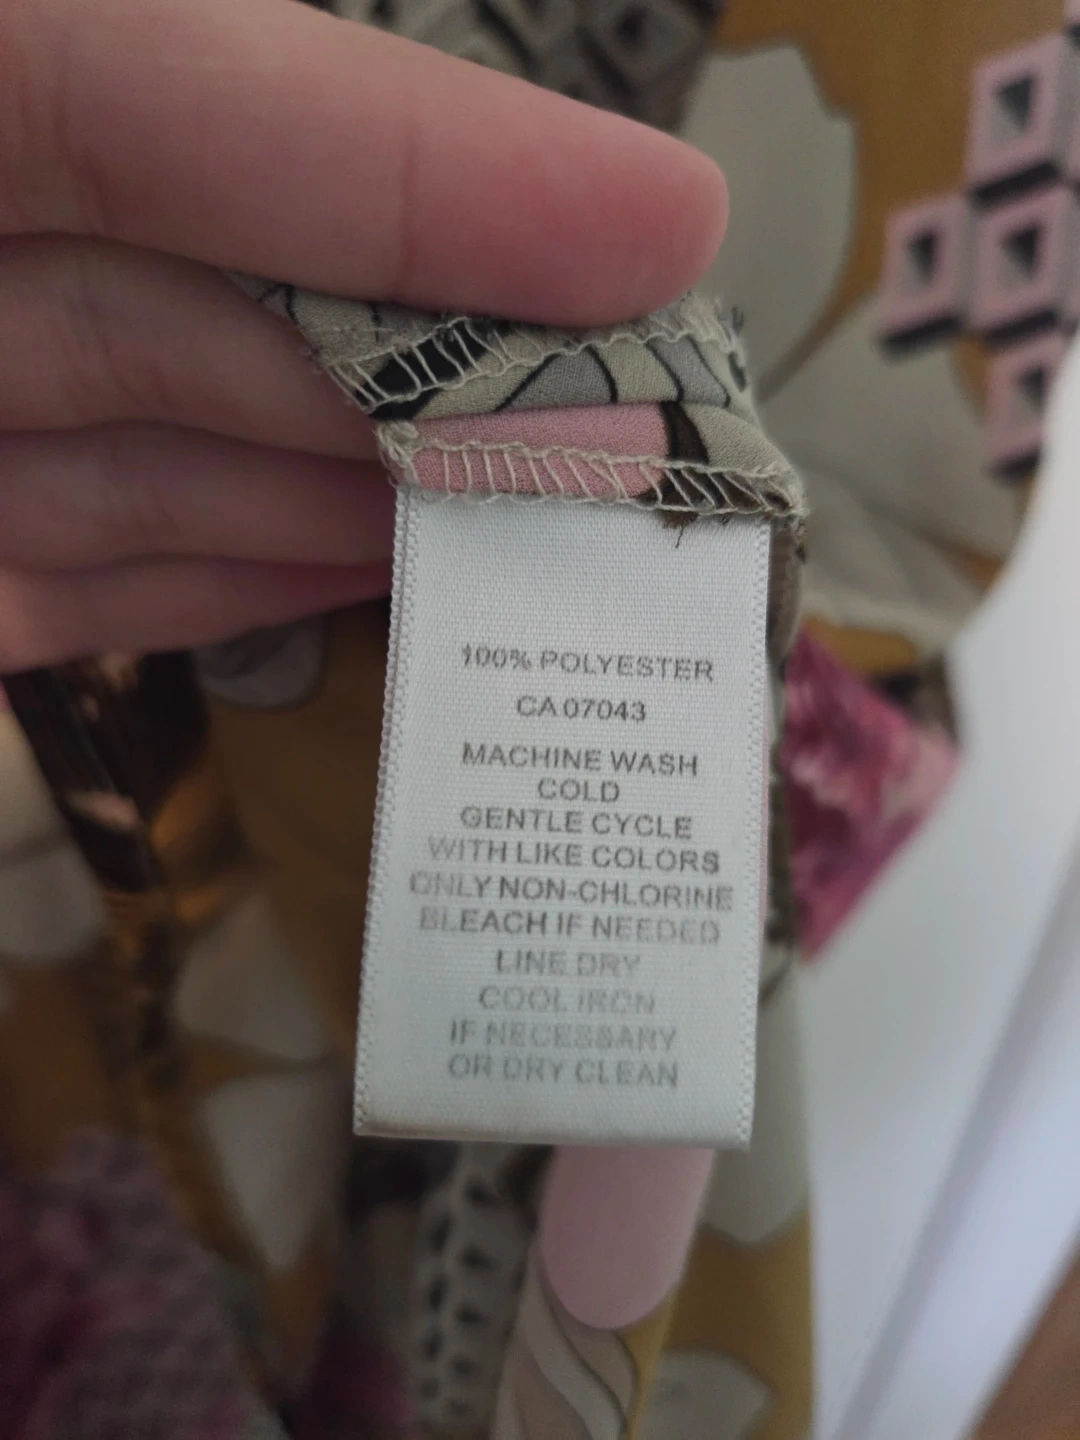 100% POLYESTER
CA 07043
MACHINE WASH
COLD
GENTLE CYCLE
WITH LIKE COLORS
ONLY NON-CHLORINE
BLEACH IF NEEDED
LINE DRY
COOL IRON
IF NECESSARY
OR DRY CLEAN